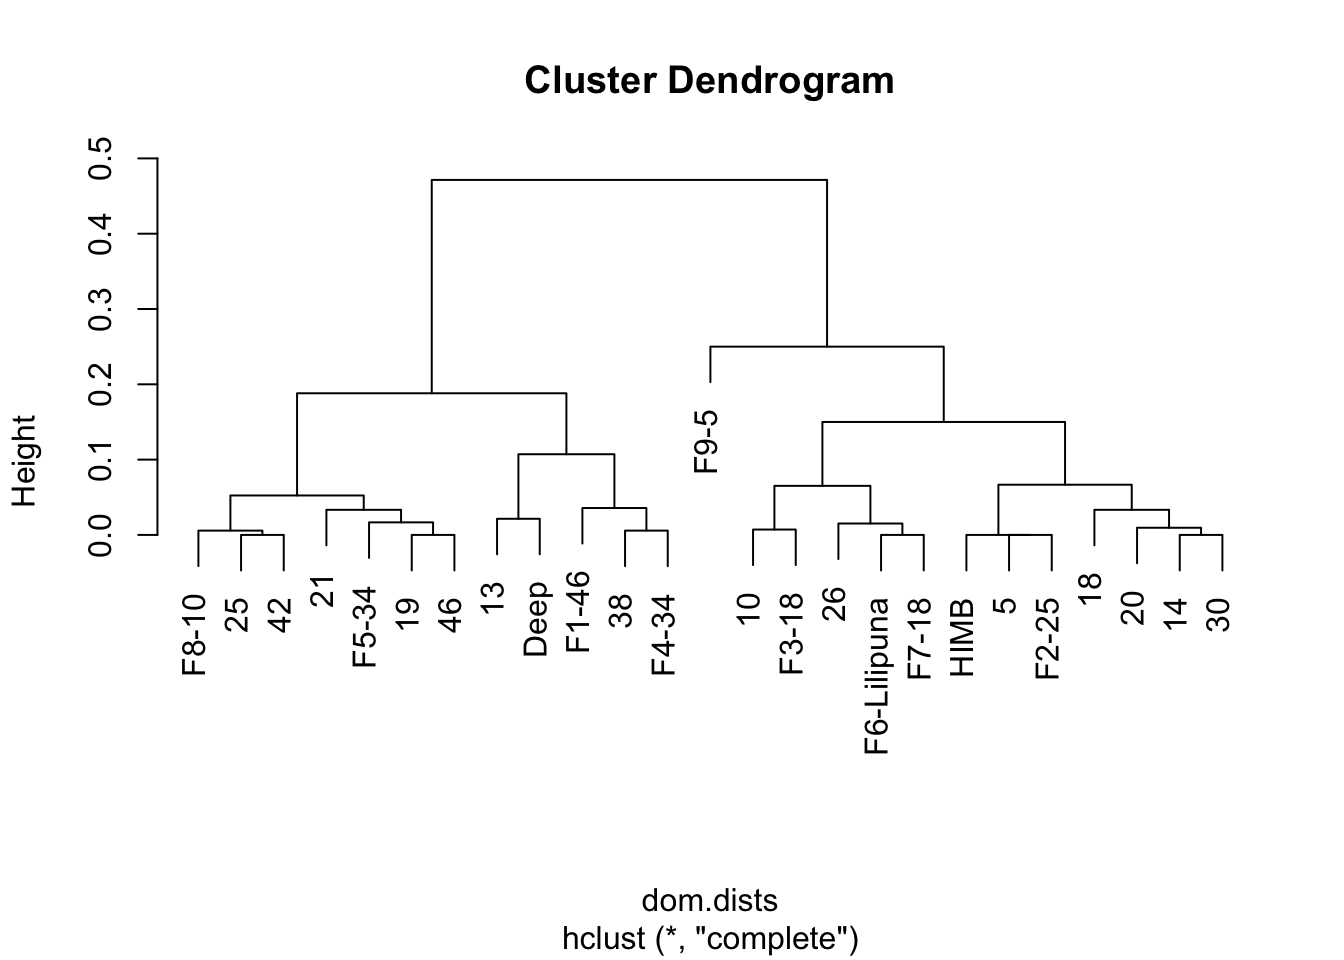 Cluster Dendrogram
Height
0.5
0.4
0.3
0.2
0.1
0.0
F8-10
25
42
21
F5-34
19
46
13
Deep
F1-46
38
F4-34
F9-5
10
F3-18
26
F6-Lilipuna
F7-18
HIMB
5
F2-25
18
20
14
30
dom.dists
hclust (*, "complete")